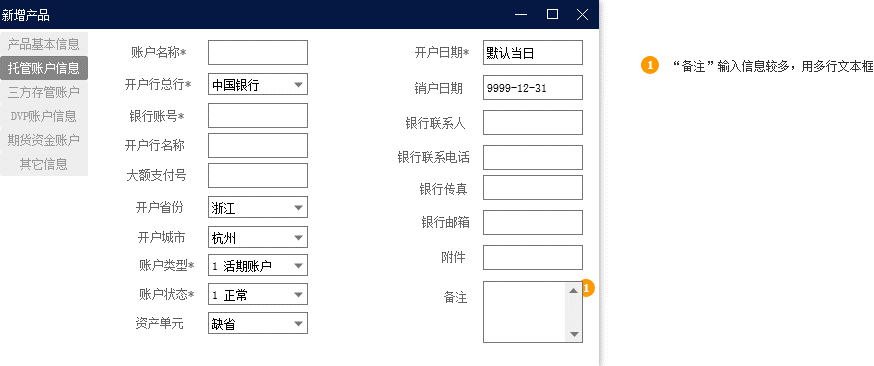 新增产品
产品基本信息
托管账户信息
三方存管账户
DVP账户信息
期货资金账户
其它信息
账户名称*
开户行总行* 中国银行
银行账号*
开户行名称
大额支付号
开户省份 浙江
开户城市 杭州
账户类型* 1 活期账户
账户状态* 1 正常
资产单元 缺省
开户日期* 默认当日
销户日期 9999-12-31
银行联系人
银行联系电话
银行传真
银行邮箱
附件
备注
1
1 “备注”输入信息较多，用多行文本框